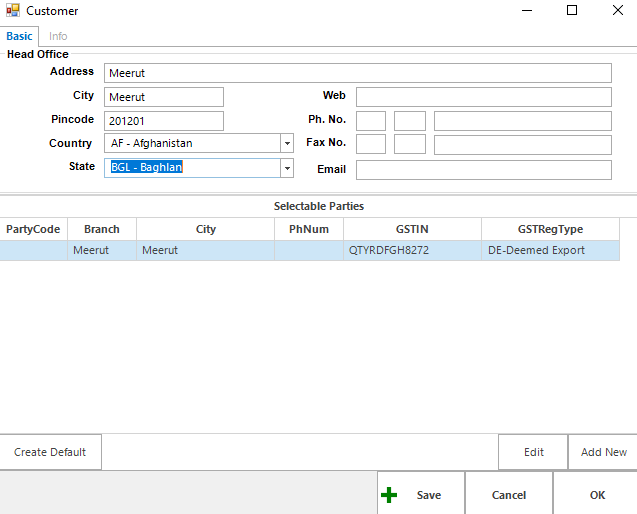 Customer
Basic Info
Head Office
Address Meerut
City Meerut Web
Pincode 201201 Ph. No.
Country AF - Afghanistan Fax No.
State BGL - Baghlan Email
Selectable Parties
PartyCode Branch City PhNum GSTIN GSTRegType
Meerut Meerut QTYRDFGH8272 DE-Deemed Export
Create Default Edit Add New
Save Cancel OK